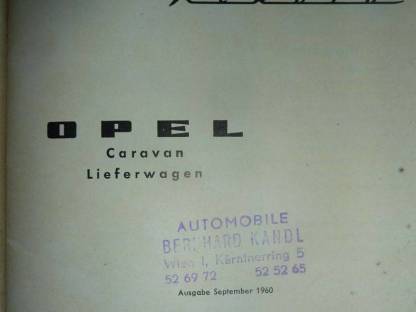 OPEL
Caravan
Lieferwagen
AUTOMOBILE
BERNHARD KANDL
Wien I, Kärntnerring 5
52 69 72 52 52 65
Ausgabe September 1960